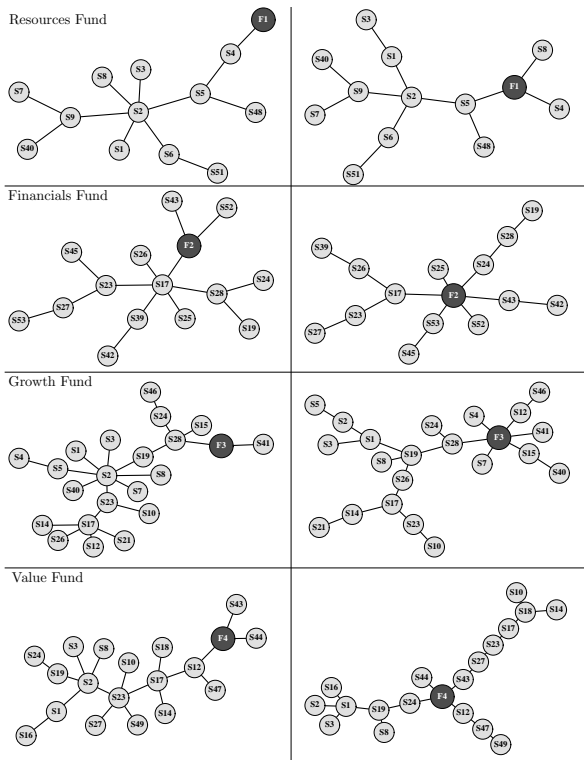 Resources Fund
F1
S4
S3
S8
S7
S5
S2
S9
S48
S40
S1
S6
S51
S3
S8
S1
S40
F1
S9
S2
S5
S4
S7
S6
S48
S51
Financials Fund
S43
S52
F2
S45
S26
S24
S23
S17
S28
S27
S53
S39
S25
S19
S42
S19
S28
S39
S26
S25
S24
S17
F2
S43
S42
S23
S53
S52
S27
S45
Growth Fund
S46
S24
S15
S28
S3
F3
S41
S1
S4
S19
S5
S2
S8
S40
S7
S23
S10
S14
S17
S26
S12
S21
S46
S5
S4
S12
S2
S24
S41
S1
F3
S3
S28
S19
S15
S8
S7
S40
S26
S17
S14
S21
S23
S10
Value Fund
S43
F4
S44
S3
S8
S18
S24
S10
S12
S19
S2
S17
S47
S23
S1
S14
S27
S49
S16
S10
S18
S14
S17
S23
S27
S44
S43
S16
F4
S24
S2
S1
S19
S12
S3
S8
S47
S49